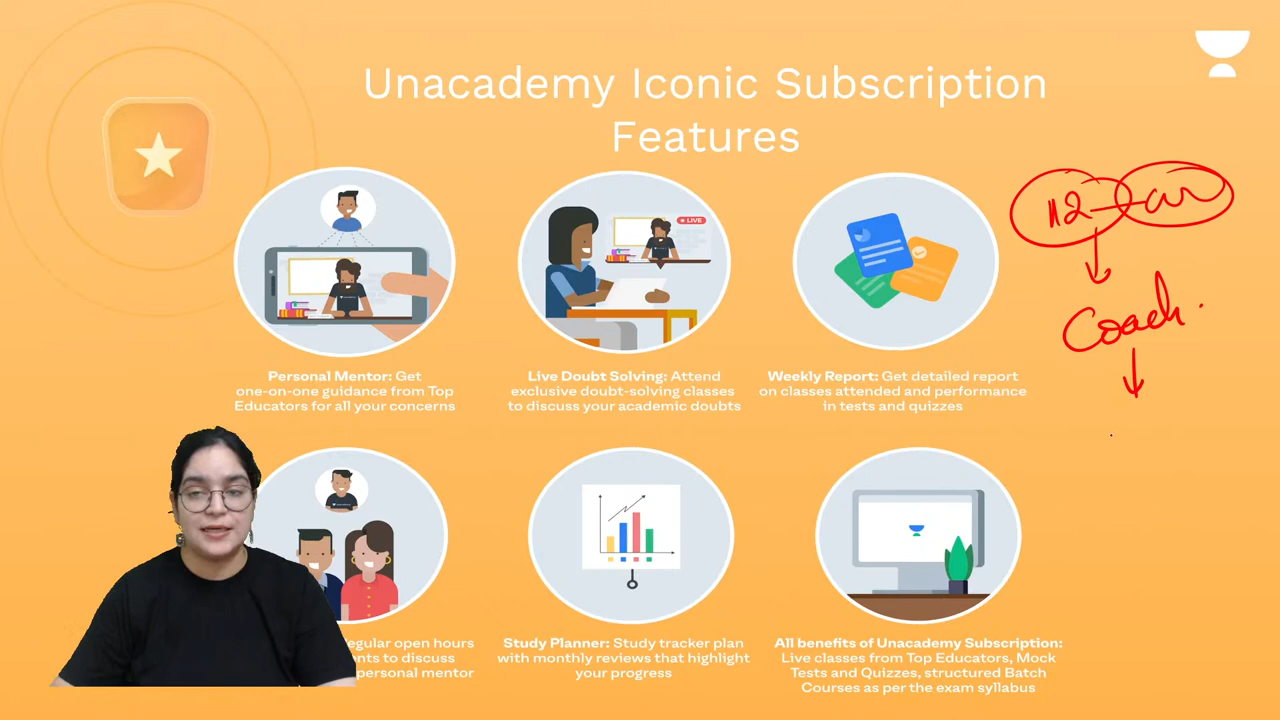 Unacademy Iconic Subscription
Features
LIVE
Personal Mentor: Get
one-on-one guidance from Top
Educators for all your concerns
Live Doubt Solving: Attend
exclusive doubt-solving classes
to discuss your academic doubts
Weekly Report: Get detailed report
on classes attended and performance
in tests and quizzes
Coach
egular open hours
nts to discuss
personal mentor
Study Planner: Study tracker plan
with monthly reviews that highlight
your progress
All benefits of Unacademy Subscription:
Live classes from Top Educators, Mock
Tests and Quizzes, structured Batch
Courses as per the exam syllabus